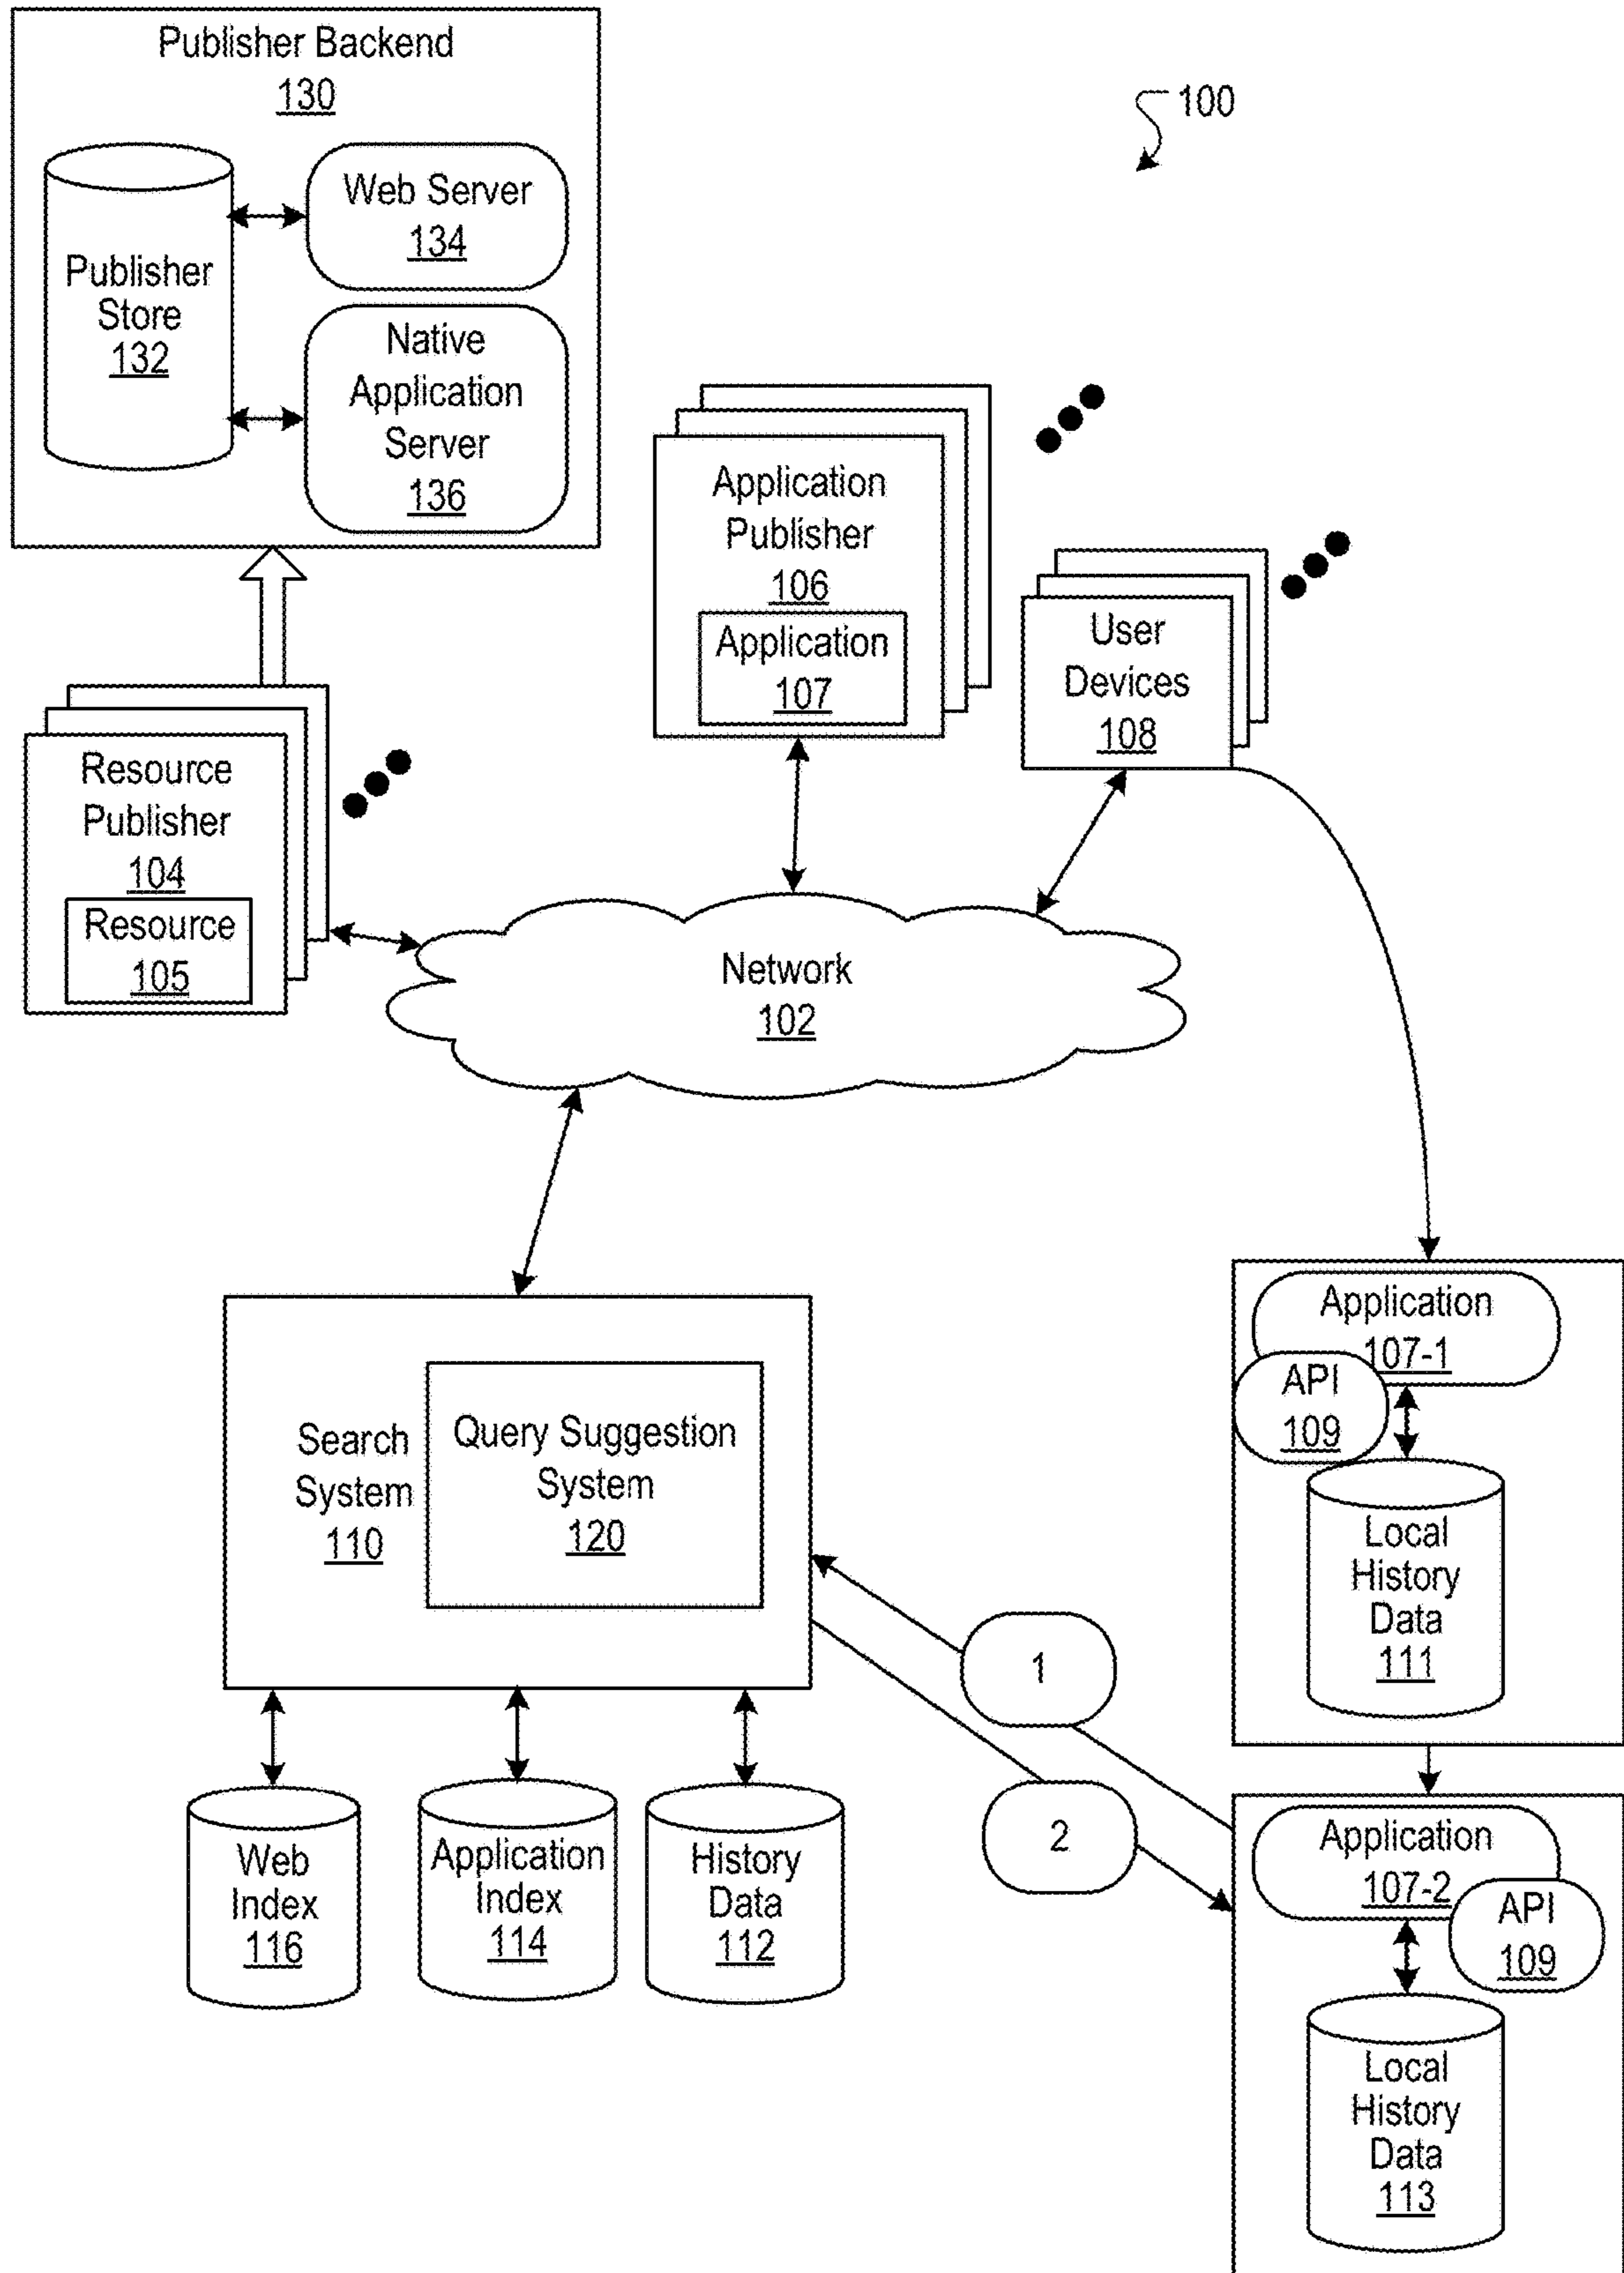 Publisher Backend
130
100
Publisher
Store
132
Web Server
134
Native
Application
Server
136
Application
Publisher
106
Application
107
User
Devices
108
Resource
Publisher
104
Resource
105
Network
102
Search
System
110
Query Suggestion
System
120
Application
107-1
API
109
Local
History
Data
111
1
2
Web
Index
116
Application
Index
114
History
Data
112
Application
107-2
API
109
Local
History
Data
113